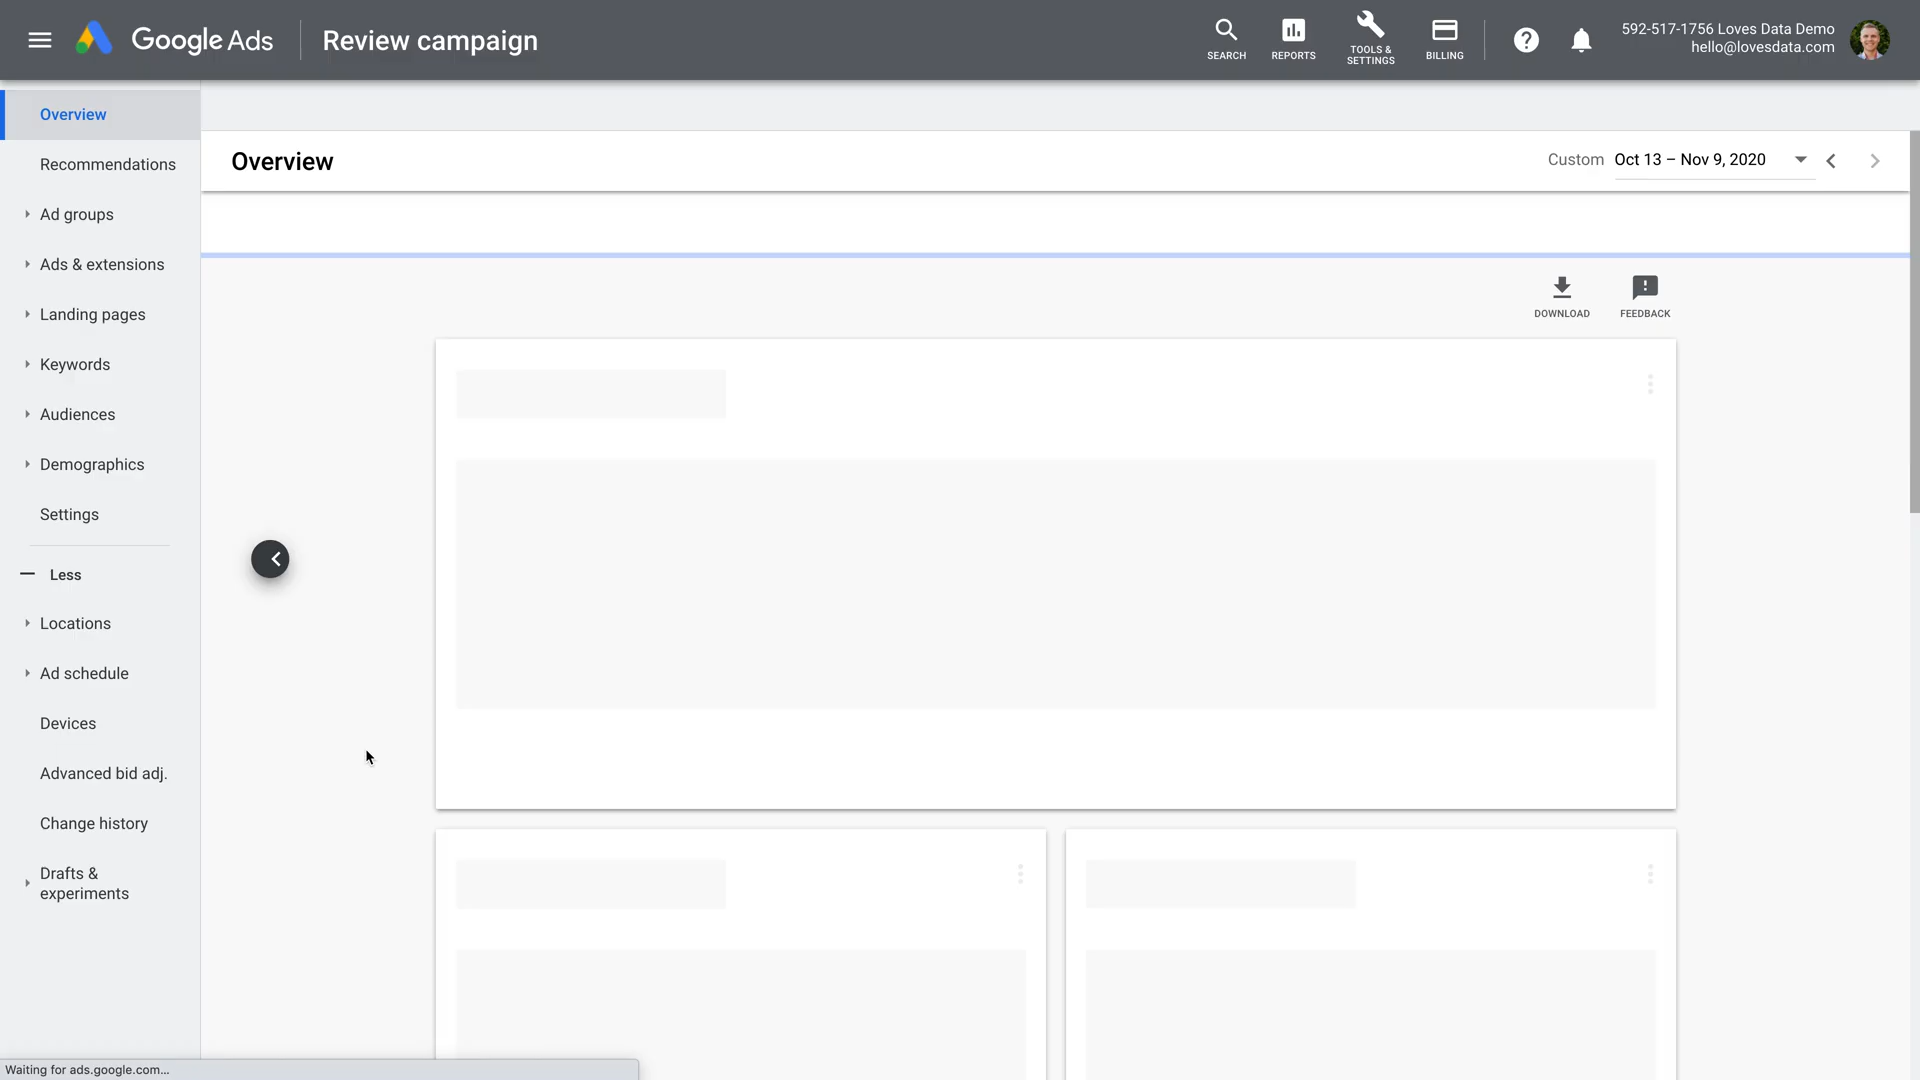 Google Ads
Review campaign
SEARCH
REPORTS
TOOLS &
SETTINGS
BILLING
592-517-1756 Loves Data Demo
hello@lovesdata.com
Overview
Recommendations
Ad groups
Ads & extensions
Landing pages
Keywords
Audiences
Demographics
Settings
Less
Locations
Ad schedule
Devices
Advanced bid adj.
Change history
Drafts &
experiments
Overview
Custom Oct 13 – Nov 9, 2020
DOWNLOAD
FEEDBACK
Waiting for ads.google.com...